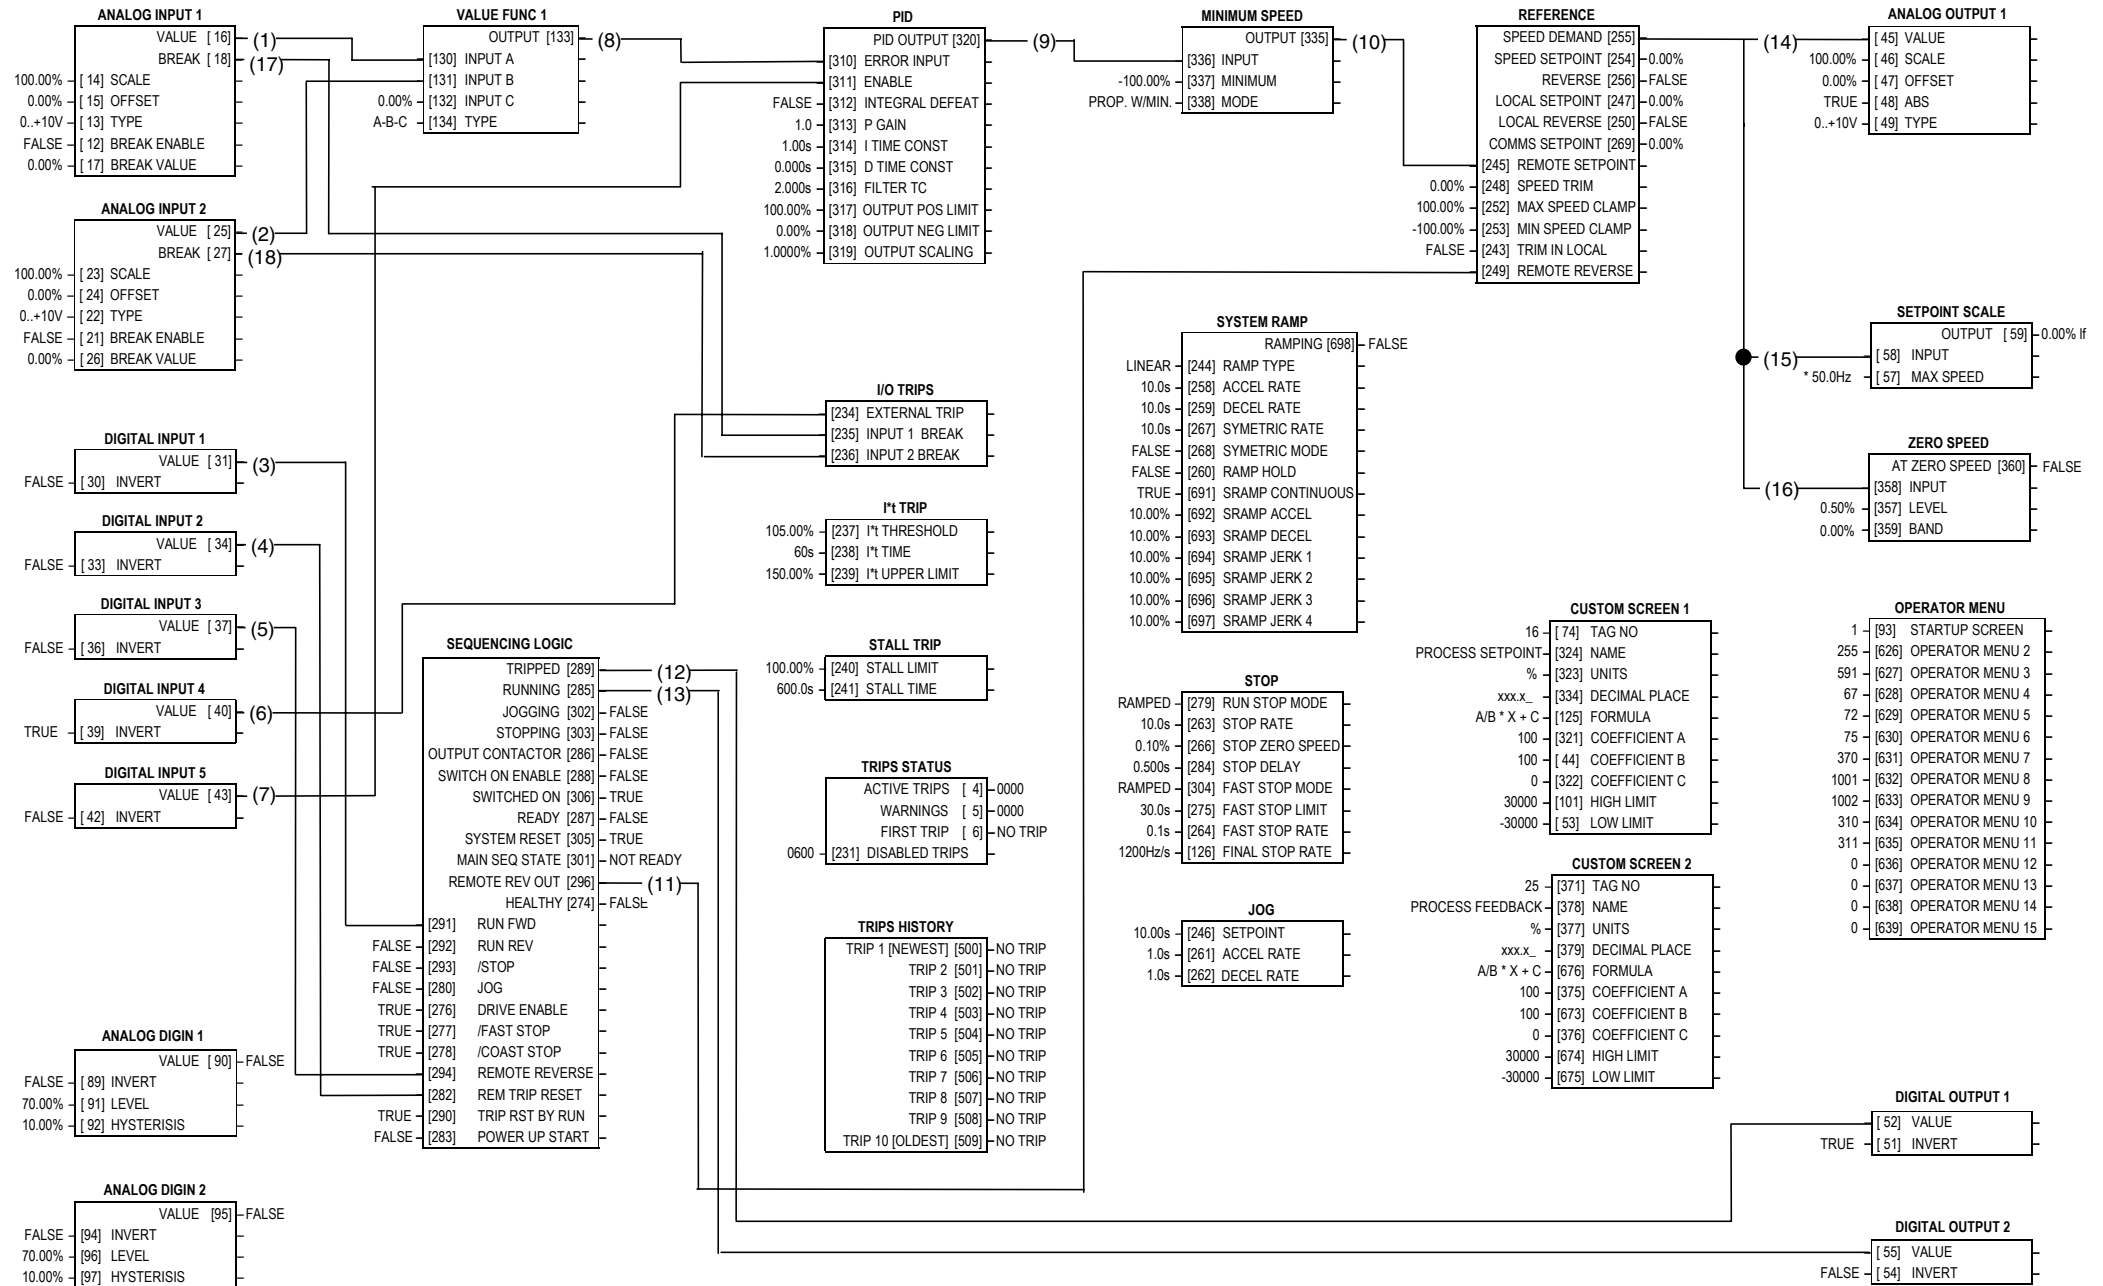 ANALOG INPUT 1
VALUE [ 16] (1)
BREAK [ 18] (17)
100.00% [ 14] SCALE
0.00% [ 15] OFFSET
0..+10V [ 13] TYPE
FALSE [ 12] BREAK ENABLE
0.00% [ 17] BREAK VALUE
ANALOG INPUT 2
VALUE [ 25] (2)
BREAK [ 27] (18)
100.00% [ 23] SCALE
0.00% [ 24] OFFSET
0..+10V [ 22] TYPE
FALSE [ 21] BREAK ENABLE
0.00% [ 26] BREAK VALUE
DIGITAL INPUT 1
VALUE [ 31] (3)
FALSE [ 30] INVERT
DIGITAL INPUT 2
VALUE [ 34] (4)
FALSE [ 33] INVERT
DIGITAL INPUT 3
VALUE [ 37] (5)
FALSE [ 36] INVERT
DIGITAL INPUT 4
VALUE [ 40] (6)
TRUE [ 39] INVERT
DIGITAL INPUT 5
VALUE [ 43] (7)
FALSE [ 42] INVERT
ANALOG DIGIN 1
VALUE [ 90] FALSE
FALSE [ 89] INVERT
70.00% [ 91] LEVEL
10.00% [ 92] HYSTERISIS
ANALOG DIGIN 2
VALUE [95] FALSE
FALSE [94] INVERT
70.00% [96] LEVEL
10.00% [97] HYSTERISIS
VALUE FUNC 1
OUTPUT [133] (8)
[130] INPUT A
[131] INPUT B
0.00% [132] INPUT C
A-B-C [134] TYPE
SEQUENCING LOGIC
TRIPPED [289] (12)
RUNNING [285] (13)
JOGGING [302] FALSE
STOPPING [303] FALSE
OUTPUT CONTACTOR [286] FALSE
SWITCH ON ENABLE [288] FALSE
SWITCHED ON [306] TRUE
READY [287] FALSE
SYSTEM RESET [305] TRUE
MAIN SEQ STATE [301] NOT READY
REMOTE REV OUT [296] (11)
HEALTHY [274] FALSE
[291] RUN FWD
FALSE [292] RUN REV
FALSE [293] /STOP
FALSE [280] JOG
TRUE [276] DRIVE ENABLE
TRUE [277] /FAST STOP
TRUE [278] /COAST STOP
[294] REMOTE REVERSE
[282] REM TRIP RESET
TRUE [290] TRIP RST BY RUN
FALSE [283] POWER UP START
PID
PID OUTPUT [320] (9)
[310] ERROR INPUT
[311] ENABLE
FALSE [312] INTEGRAL DEFEAT
1.0 [313] P GAIN
1.00s [314] I TIME CONST
0.000s [315] D TIME CONST
2.000s [316] FILTER TC
100.00% [317] OUTPUT POS LIMIT
0.00% [318] OUTPUT NEG LIMIT
1.0000% [319] OUTPUT SCALING
I/O TRIPS
[234] EXTERNAL TRIP
[235] INPUT 1 BREAK
[236] INPUT 2 BREAK
I*t TRIP
105.00% [237] I*t THRESHOLD
60s [238] I*t TIME
150.00% [239] I*t UPPER LIMIT
STALL TRIP
100.00% [240] STALL LIMIT
600.0s [241] STALL TIME
TRIPS STATUS
ACTIVE TRIPS [ 4] 0000
WARNINGS [ 5] 0000
FIRST TRIP [ 6] NO TRIP
0600 [231] DISABLED TRIPS
TRIPS HISTORY
TRIP 1 [NEWEST] [500] NO TRIP
TRIP 2 [501] NO TRIP
TRIP 3 [502] NO TRIP
TRIP 4 [503] NO TRIP
TRIP 5 [504] NO TRIP
TRIP 6 [505] NO TRIP
TRIP 7 [506] NO TRIP
TRIP 8 [507] NO TRIP
TRIP 9 [508] NO TRIP
TRIP 10 [OLDEST] [509] NO TRIP
MINIMUM SPEED
OUTPUT [335] (10)
[336] INPUT
-100.00% [337] MINIMUM
PROP. W/MIN. [338] MODE
SYSTEM RAMP
RAMPING [698] FALSE
LINEAR [244] RAMP TYPE
10.0s [258] ACCEL RATE
10.0s [259] DECEL RATE
10.0s [267] SYMETRIC RATE
FALSE [268] SYMETRIC MODE
FALSE [260] RAMP HOLD
TRUE [691] SRAMP CONTINUOUS
10.00% [692] SRAMP ACCEL
10.00% [693] SRAMP DECEL
10.00% [694] SRAMP JERK 1
10.00% [695] SRAMP JERK 2
10.00% [696] SRAMP JERK 3
10.00% [697] SRAMP JERK 4
STOP
RAMPED [279] RUN STOP MODE
10.0s [263] STOP RATE
0.10% [266] STOP ZERO SPEED
0.500s [284] STOP DELAY
RAMPED [304] FAST STOP MODE
30.0s [275] FAST STOP LIMIT
0.1s [264] FAST STOP RATE
1200Hz/s [126] FINAL STOP RATE
JOG
10.00s [246] SETPOINT
1.0s [261] ACCEL RATE
1.0s [262] DECEL RATE
REFERENCE
SPEED DEMAND [255] (14)
SPEED SETPOINT [254] 0.00%
REVERSE [256] FALSE
LOCAL SETPOINT [247] 0.00%
LOCAL REVERSE [250] FALSE
COMMS SETPOINT [269] 0.00%
[245] REMOTE SETPOINT
0.00% [248] SPEED TRIM
100.00% [252] MAX SPEED CLAMP
-100.00% [253] MIN SPEED CLAMP
FALSE [243] TRIM IN LOCAL
[249] REMOTE REVERSE
CUSTOM SCREEN 1
16 [ 74] TAG NO
PROCESS SETPOINT [324] NAME
% [323] UNITS
xxx.x_ [334] DECIMAL PLACE
A/B * X + C [125] FORMULA
100 [321] COEFFICIENT A
100 [ 44] COEFFICIENT B
0 [322] COEFFICIENT C
30000 [101] HIGH LIMIT
-30000 [ 53] LOW LIMIT
CUSTOM SCREEN 2
25 [371] TAG NO
PROCESS FEEDBACK [378] NAME
% [377] UNITS
xxx.x_ [379] DECIMAL PLACE
A/B * X + C [676] FORMULA
100 [375] COEFFICIENT A
100 [673] COEFFICIENT B
0 [376] COEFFICIENT C
30000 [674] HIGH LIMIT
-30000 [675] LOW LIMIT
ANALOG OUTPUT 1
[ 45] VALUE
100.00% [ 46] SCALE
0.00% [ 47] OFFSET
TRUE [ 48] ABS
0..+10V [ 49] TYPE
SETPOINT SCALE
OUTPUT [ 59] 0.00% lf
(15) [ 58] INPUT
* 50.0Hz [ 57] MAX SPEED
ZERO SPEED
AT ZERO SPEED [360] FALSE
(16) [358] INPUT
0.50% [357] LEVEL
0.00% [359] BAND
OPERATOR MENU
1 [93] STARTUP SCREEN
255 [626] OPERATOR MENU 2
591 [627] OPERATOR MENU 3
67 [628] OPERATOR MENU 4
72 [629] OPERATOR MENU 5
75 [630] OPERATOR MENU 6
370 [631] OPERATOR MENU 7
1001 [632] OPERATOR MENU 8
1002 [633] OPERATOR MENU 9
310 [634] OPERATOR MENU 10
311 [635] OPERATOR MENU 11
0 [636] OPERATOR MENU 12
0 [637] OPERATOR MENU 13
0 [638] OPERATOR MENU 14
0 [639] OPERATOR MENU 15
DIGITAL OUTPUT 1
[ 52] VALUE
TRUE [ 51] INVERT
DIGITAL OUTPUT 2
[ 55] VALUE
FALSE [ 54] INVERT